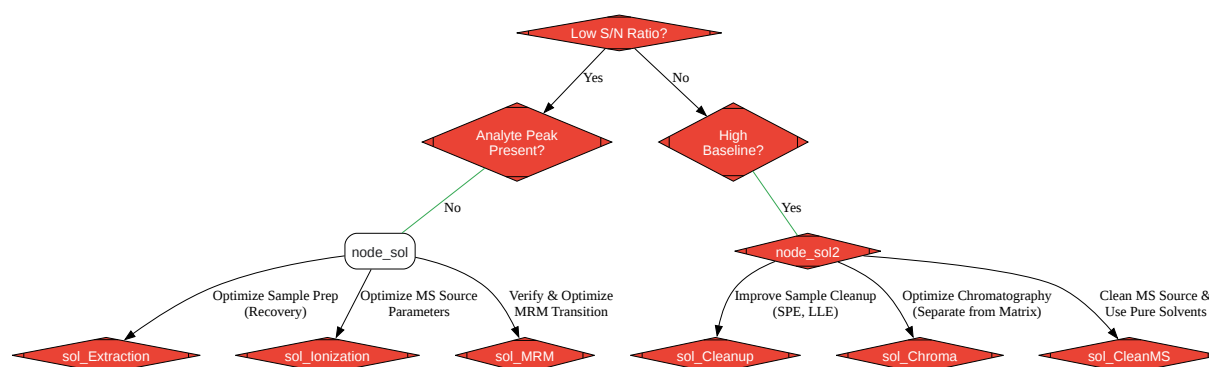 Low S/N Ratio?
Yes
No
Analyte Peak
Present?
High
Baseline?
No
Yes
node_sol
node_sol2
Optimize Sample Prep
(Recovery)
Optimize MS Source
Parameters
Verify & Optimize
MRM Transition
Improve Sample Cleanup
(SPE, LLE)
Optimize Chromatography
(Separate from Matrix)
Clean MS Source &
Use Pure Solvents
sol_Extraction
sol_Ionization
sol_MRM
sol_Cleanup
sol_Chroma
sol_CleanMS